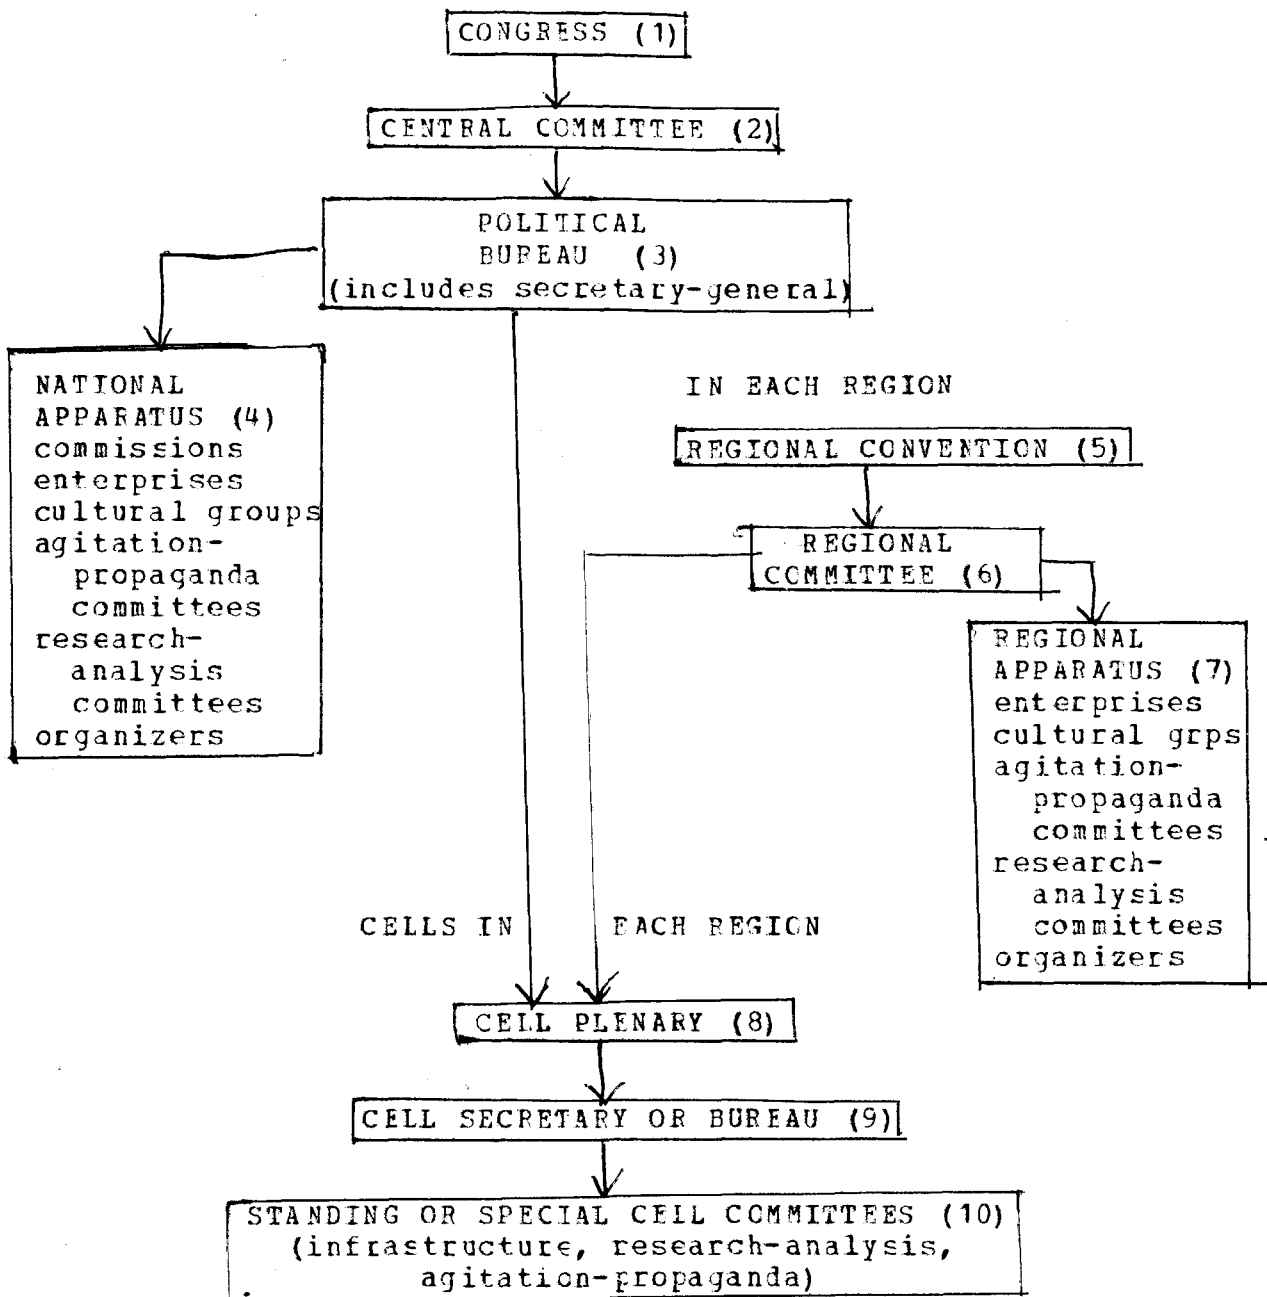 CONGRESS (1)
CENTRAL COMMITTEE (2)
POLITICAL
BUREAU (3)
(includes secretary-general)
NATIONAL
APPARATUS (4)
commissions
enterprises
cultural groups
agitation-
propaganda
committees
research-
analysis
committees
organizers
IN EACH REGION
REGIONAL CONVENTION (5)
REGIONAL
COMMITTEE (6)
REGIONAL
APPARATUS (7)
enterprises
cultural grps
agitation-
propaganda
committees
research-
analysis
committees
organizers
CELLS IN EACH REGION
CELL PLENARY (8)
CELL SECRETARY OR BUREAU (9)
STANDING OR SPECIAL CELL COMMITTEES (10)
(infrastructure, research-analysis,
agitation-propaganda)